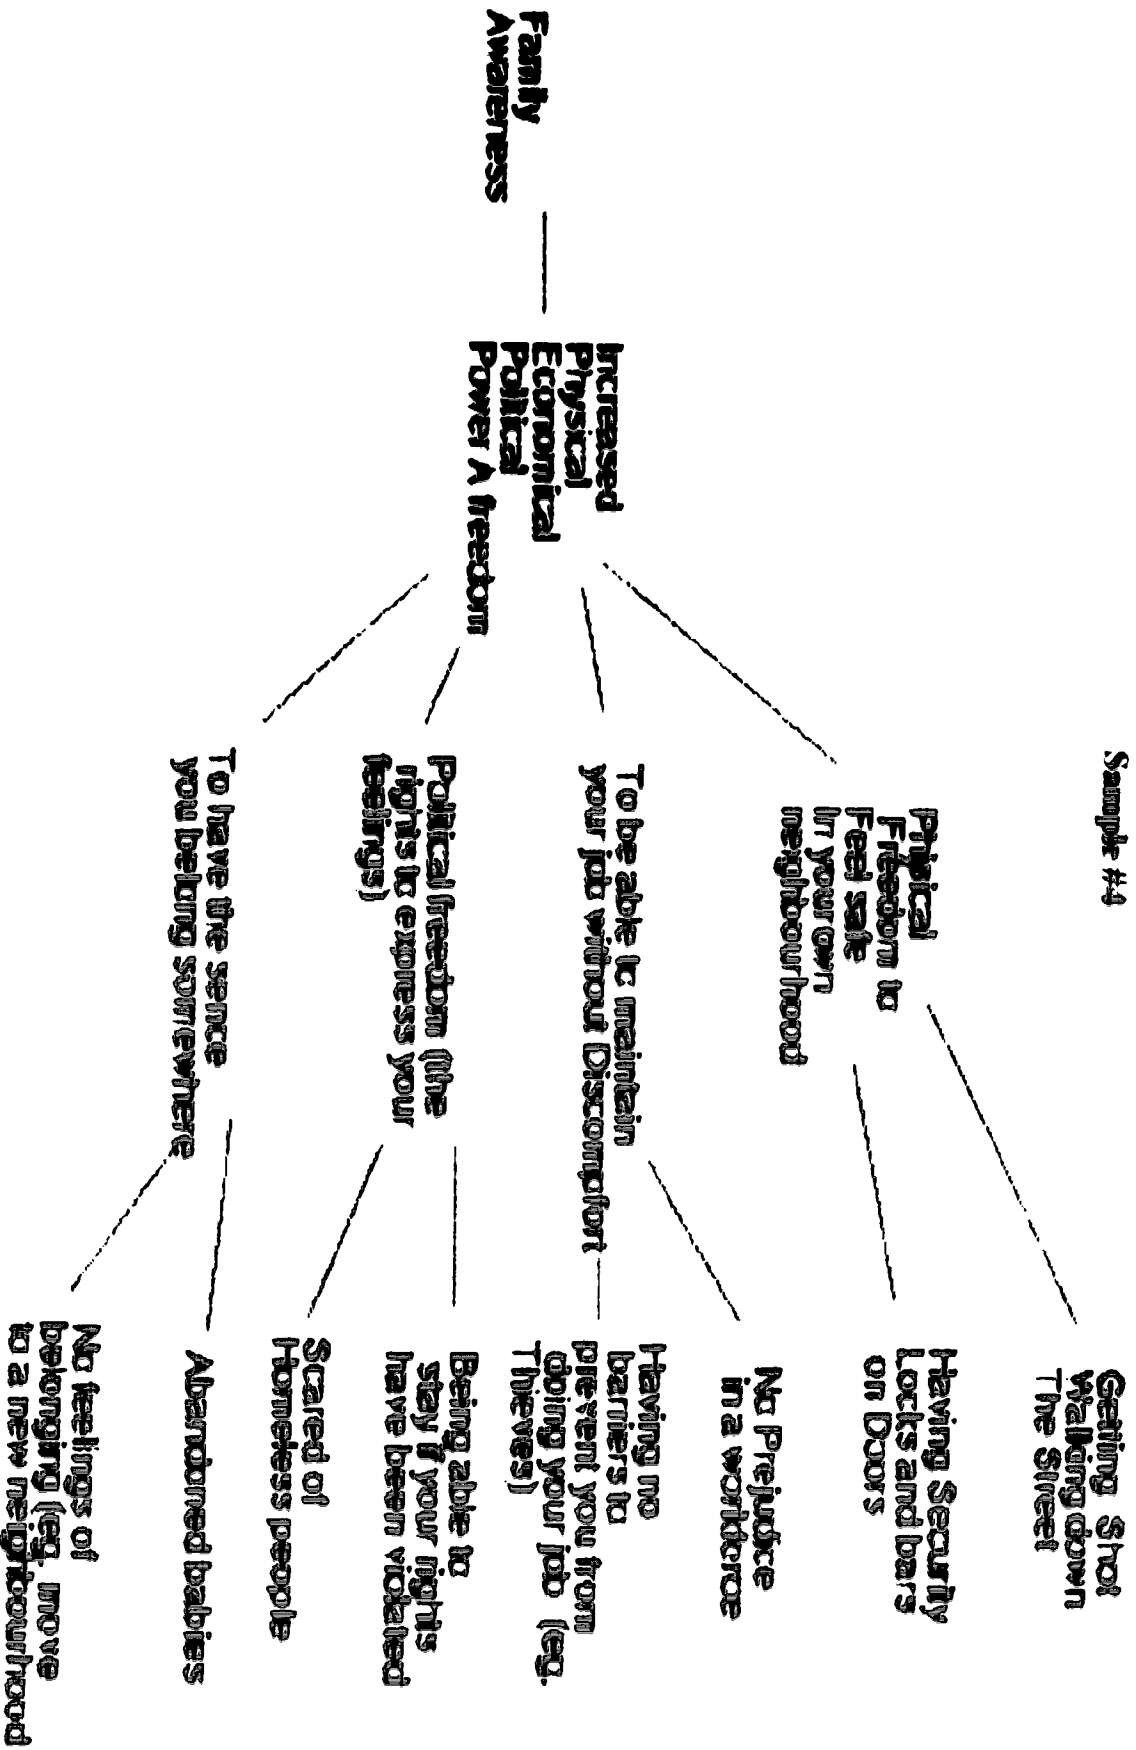 Sample #4
Family
Awareness
Increased
Physical
Economical
Political
Power A freedom
Phisical
Freedom to
Feel safe
In your own
neighbourhood
Getting Shot
Walking down
The Street
Having Security
Locks and bars
on Doors
To be able to maintain
your job without Discompfort
No Prejudice
in a workforce
Having no
barriers to
prevent you from
doing your job (eg.
Thieves)
Political freedom (the
rights to express your
feelings)
Being able to
stay if your rights
have been violated
Scared of
Homeless people
To have the sence
you belong somewhere
Abandoned babies
No feelings of
belonging (eg. move
to a new neighbourhood